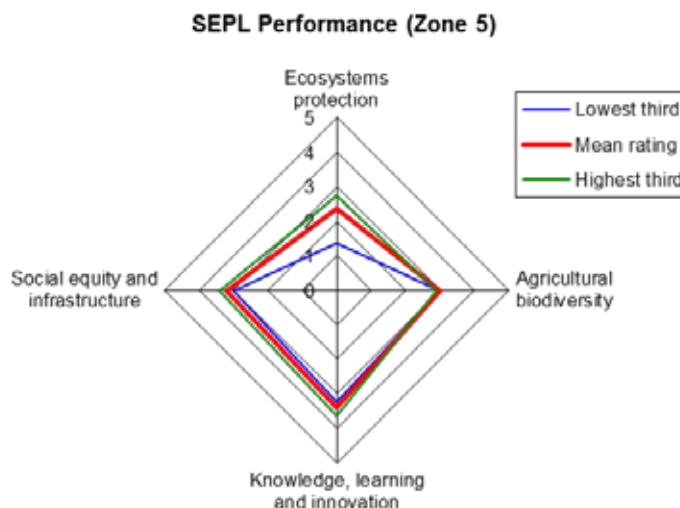 SEPL Performance (Zone 5)
Ecosystems
protection
5
4
3
2
1
0
Lowest third
Mean rating
Highest third
Social equity and
infrastructure
Agricultural
biodiversity
Knowledge, learning
and innovation